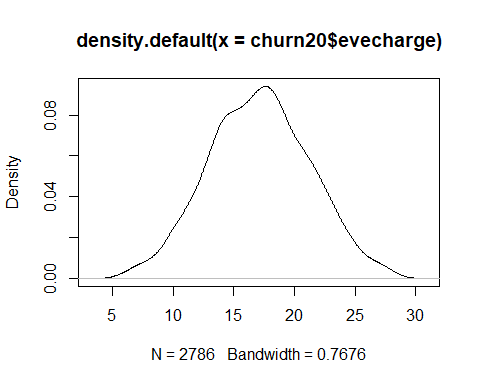 density.default(x = churn20$evecharge)
Density
0.08
0.04
0.00
5 10 15 20 25 30
N = 2786 Bandwidth = 0.7676